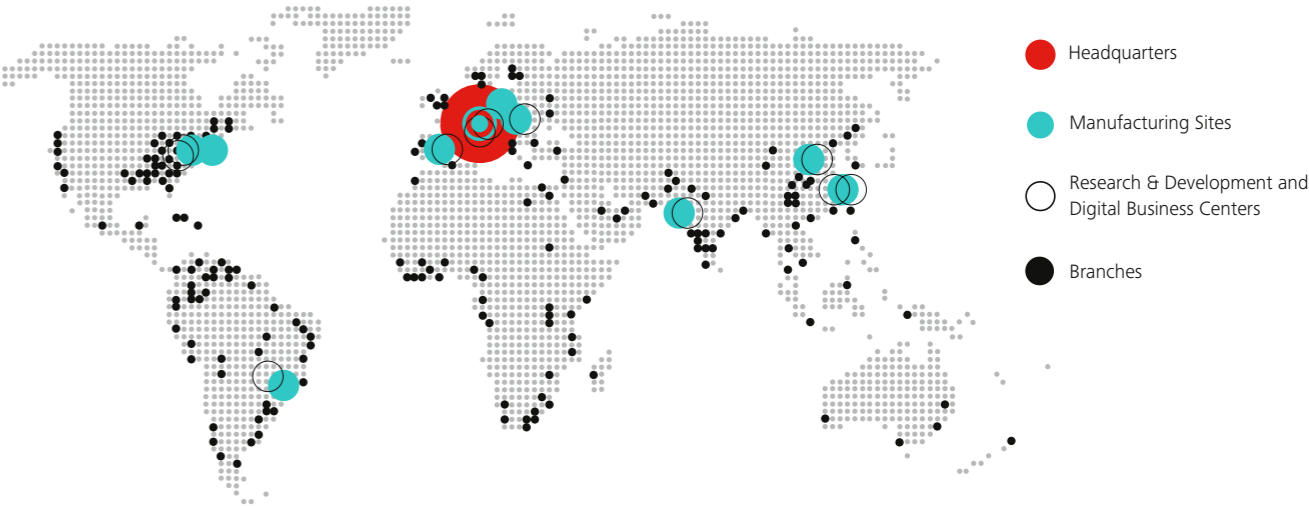 Headquarters
Manufacturing Sites
Research & Development and
Digital Business Centers
Branches